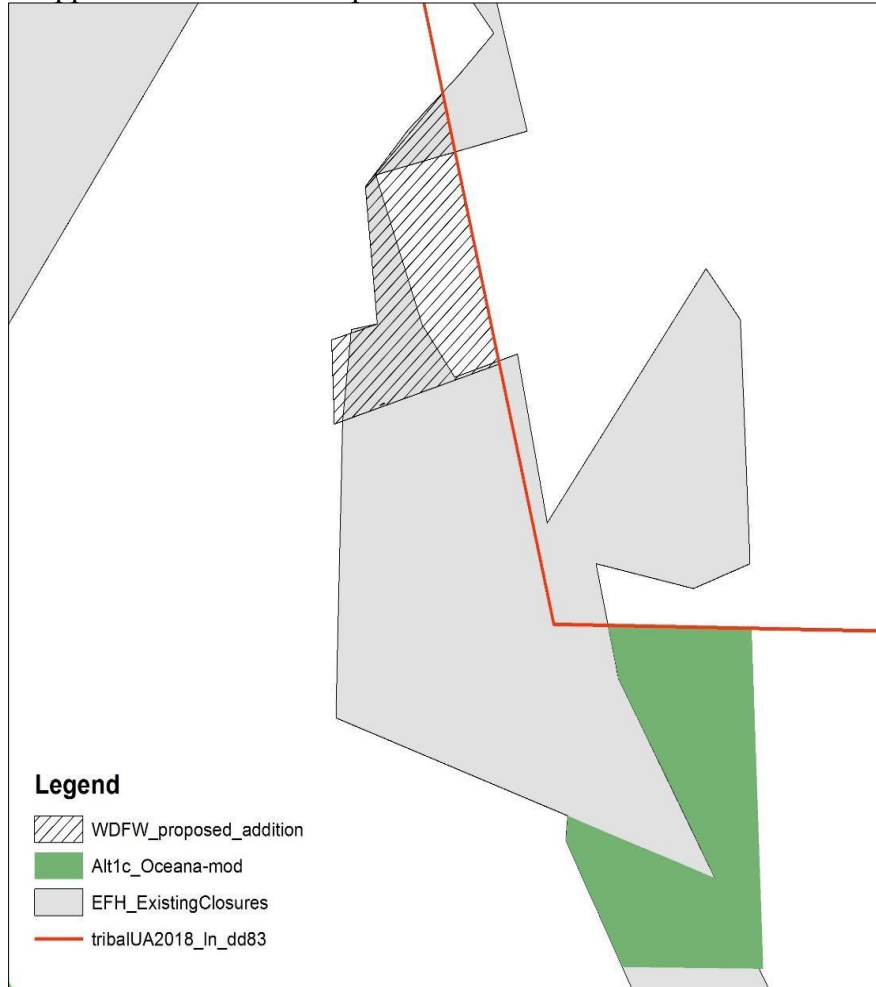 Legend
WDFW_proposed_addition
Alt1c_Oceana-mod
EFH_ExistingClosures
tribalUA2018_ln_dd83